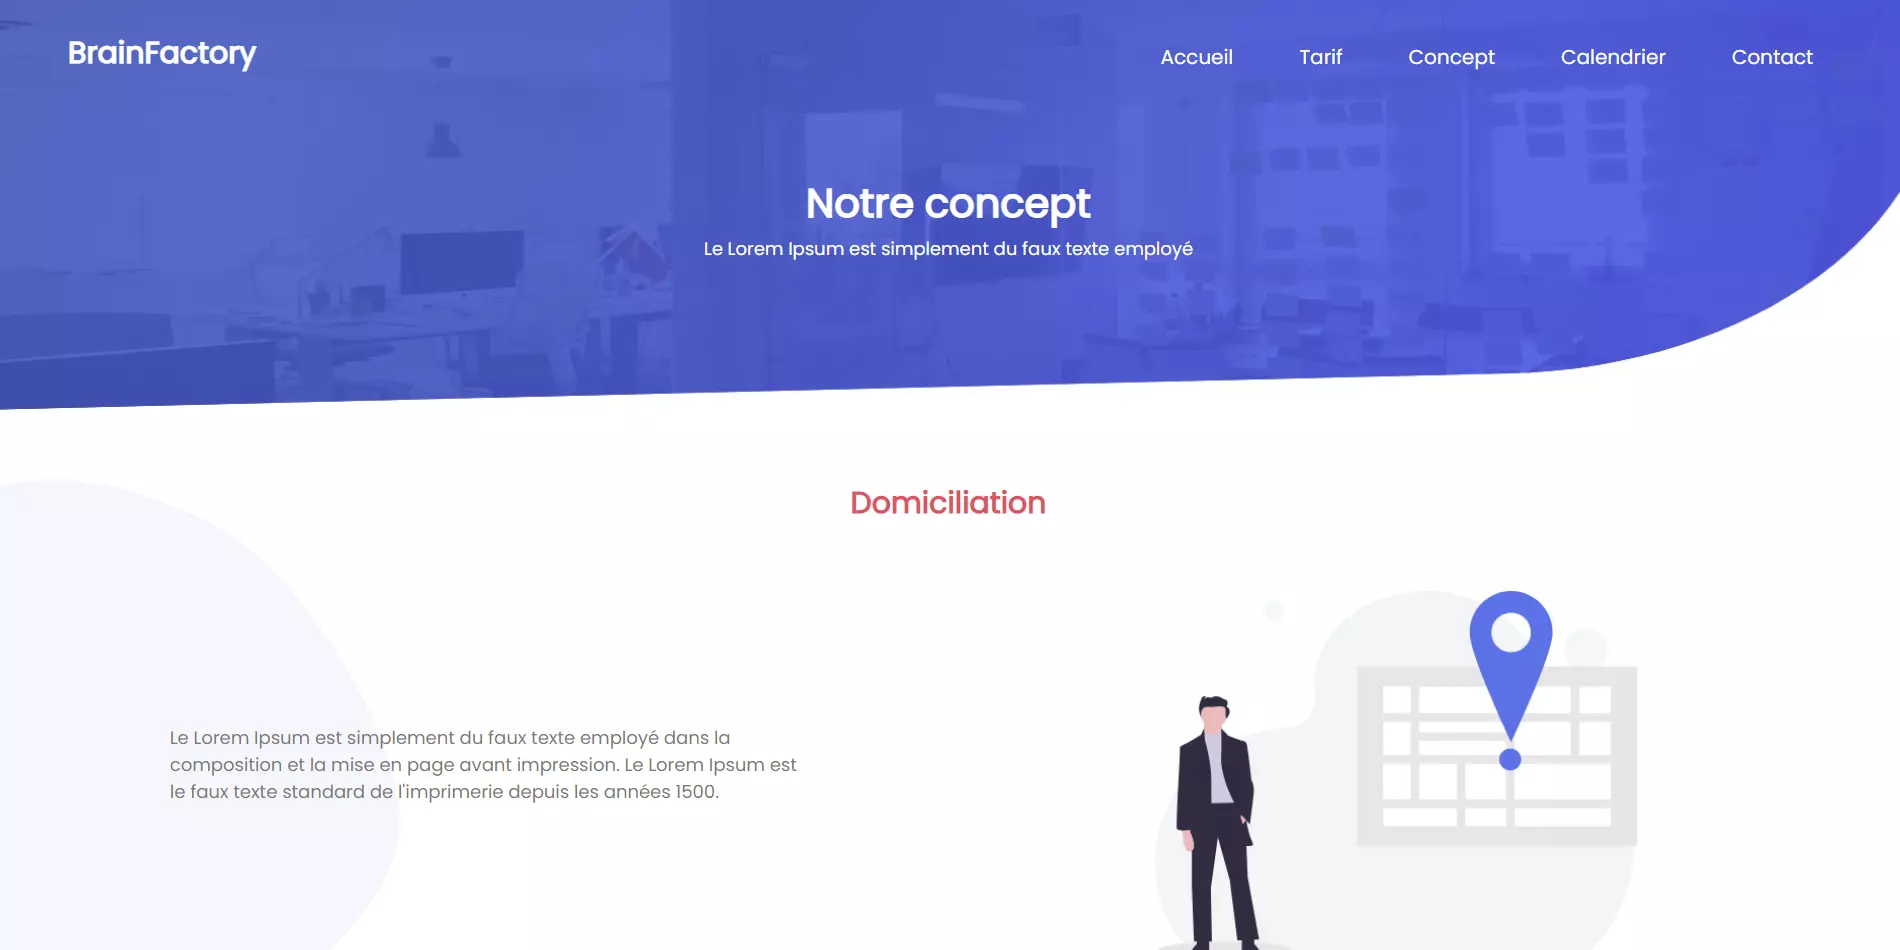 BrainFactory
Accueil Tarif Concept Calendrier Contact
Notre concept
Le Lorem Ipsum est simplement du faux texte employé
Domiciliation
Le Lorem Ipsum est simplement du faux texte employé dans la
composition et la mise en page avant impression. Le Lorem Ipsum est
le faux texte standard de l'imprimerie depuis les années 1500.